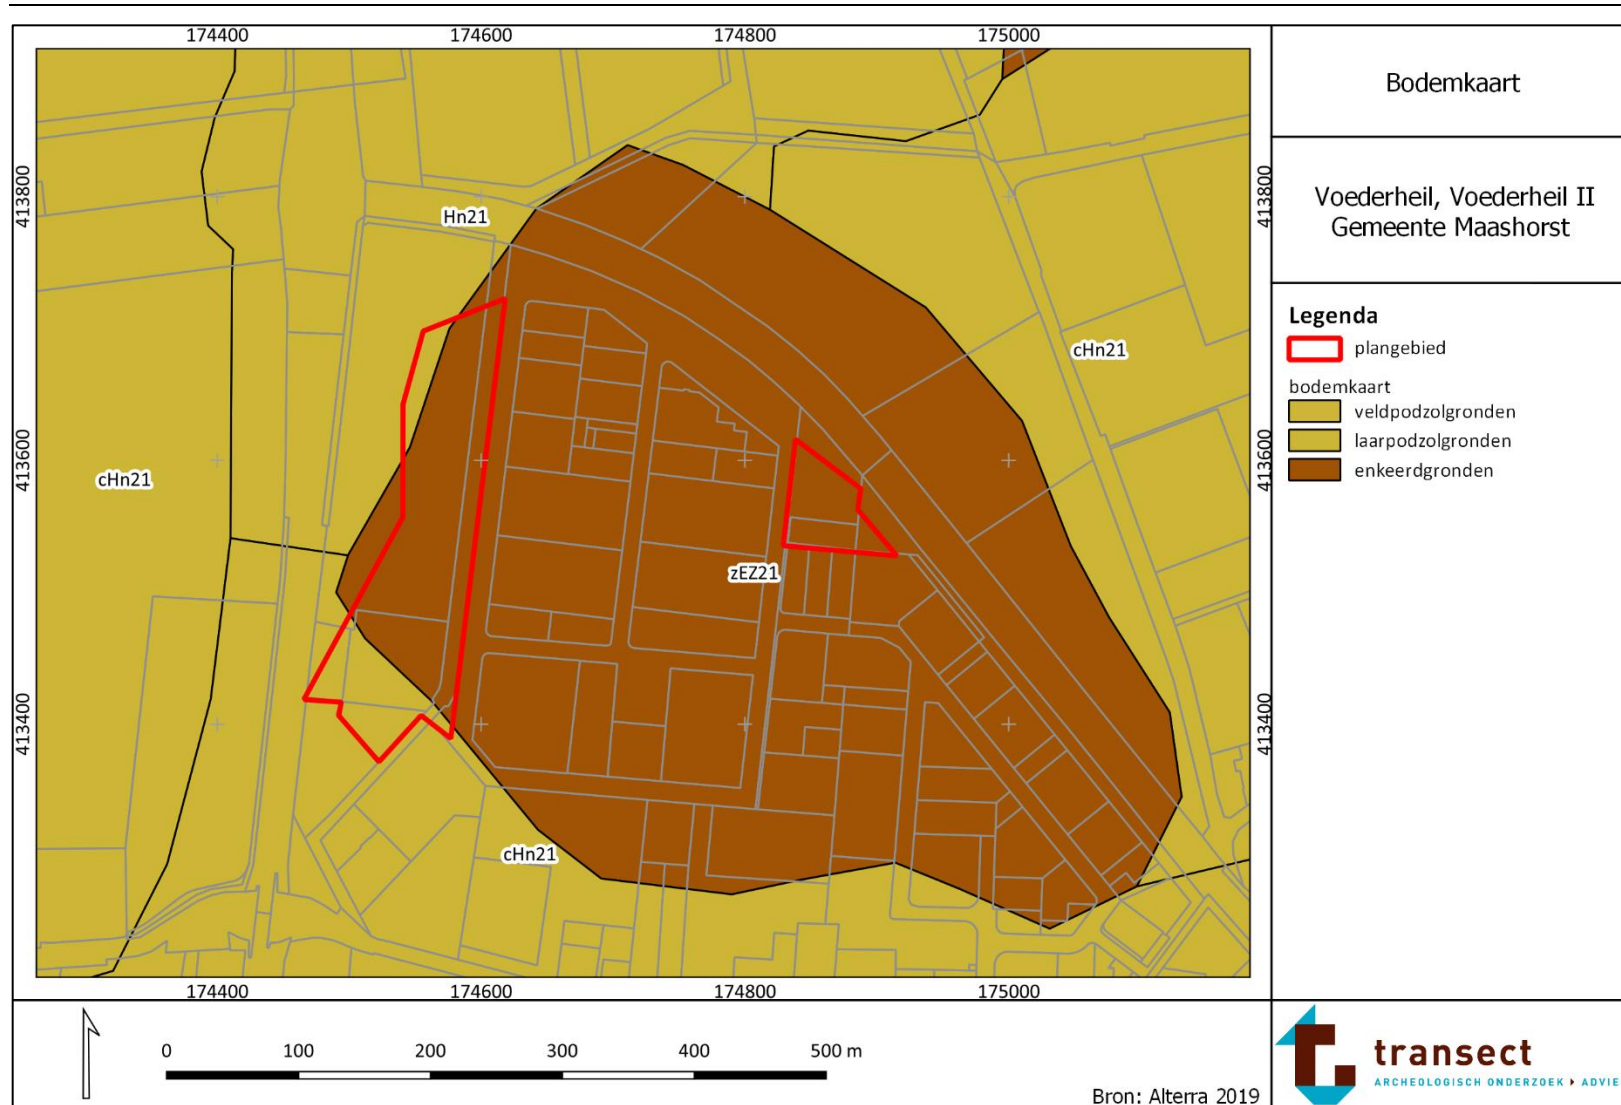 174400 174600 174800 175000
Bodemkaart
Voederheil, Voederheil II
Gemeente Maashorst
413800
413800
Hn21
cHn21
Legenda
plangebied
bodemkaart
veldpodzolgronden
laarpodzolgronden
enkeerdgronden
413600
413600
cHn21
zEZ21
413400
413400
cHn21
174400 174600 174800 175000
0 100 200 300 400 500 m
Bron: Alterra 2019
transect
ARCHEOLOGISCH ONDERZOEK ▸ ADVIE